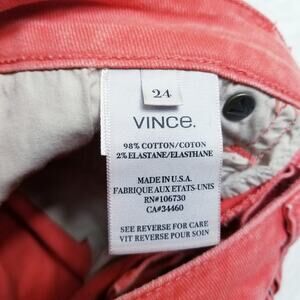 24
VINCE.
98% COTTON/COTON
2% ELASTANE/ELASTHANE
MADE IN U.S.A.
FABRIQUE AUX ETATS-UNIS
RN#106730
CA#34460
SEE REVERSE FOR CARE
VIT REVERSE POUR SOIN